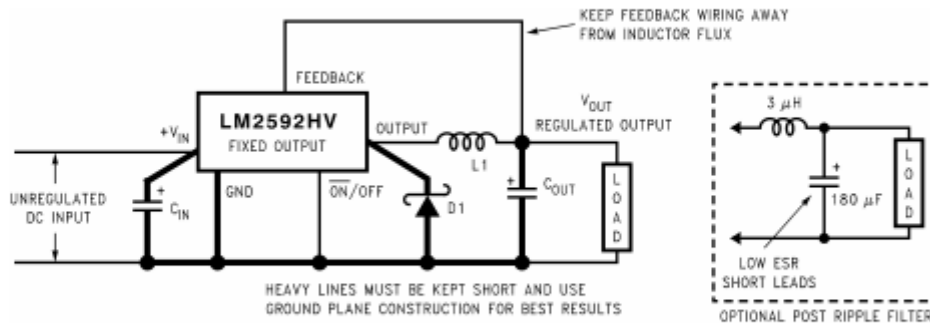 KEEP FEEDBACK WIRING AWAY
FROM INDUCTOR FLUX
FEEDBACK
LM2592HV
FIXED OUTPUT
+VIN
OUTPUT
L1
VOUT
REGULATED OUTPUT
UNREGULATED
DC INPUT
+
CIN
GND
ON/OFF
D1
+
COUT
LOAD
HEAVY LINES MUST BE KEPT SHORT AND USE
GROUND PLANE CONSTRUCTION FOR BEST RESULTS
3 μH
+
180 μF
LOAD
LOW ESR
SHORT LEADS
OPTIONAL POST RIPPLE FILTER